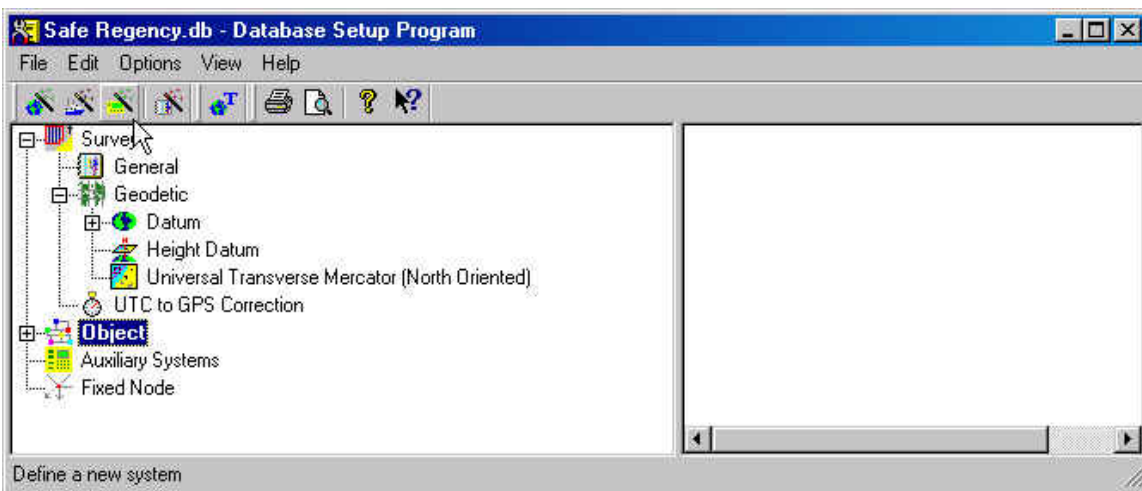 Safe Regency.db - Database Setup Program
File Edit Options View Help
Survey
General
Geodetic
Datum
Height Datum
Universal Transverse Mercator (North Oriented)
UTC to GPS Correction
Object
Auxiliary Systems
Fixed Node
Define a new system